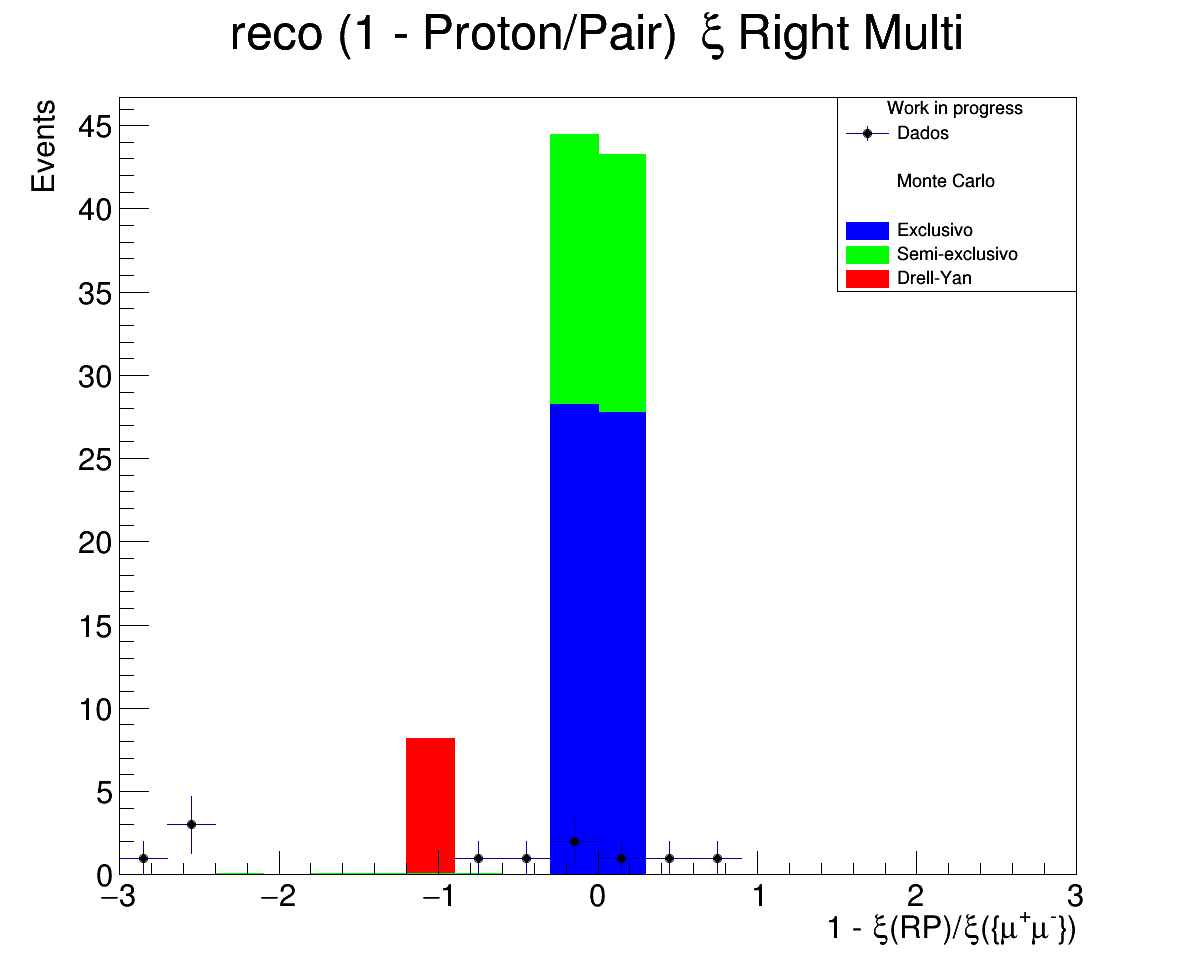 reco (1 - Proton/Pair) ξ Right Multi
Events
45
40
35
30
25
20
15
10
5
0
Work in progress
Dados
Monte Carlo
Exclusivo
Semi-exclusivo
Drell-Yan
−3 −2 −1 0 1 2 3
1 - ξ(RP)/ξ({μ⁺μ⁻})